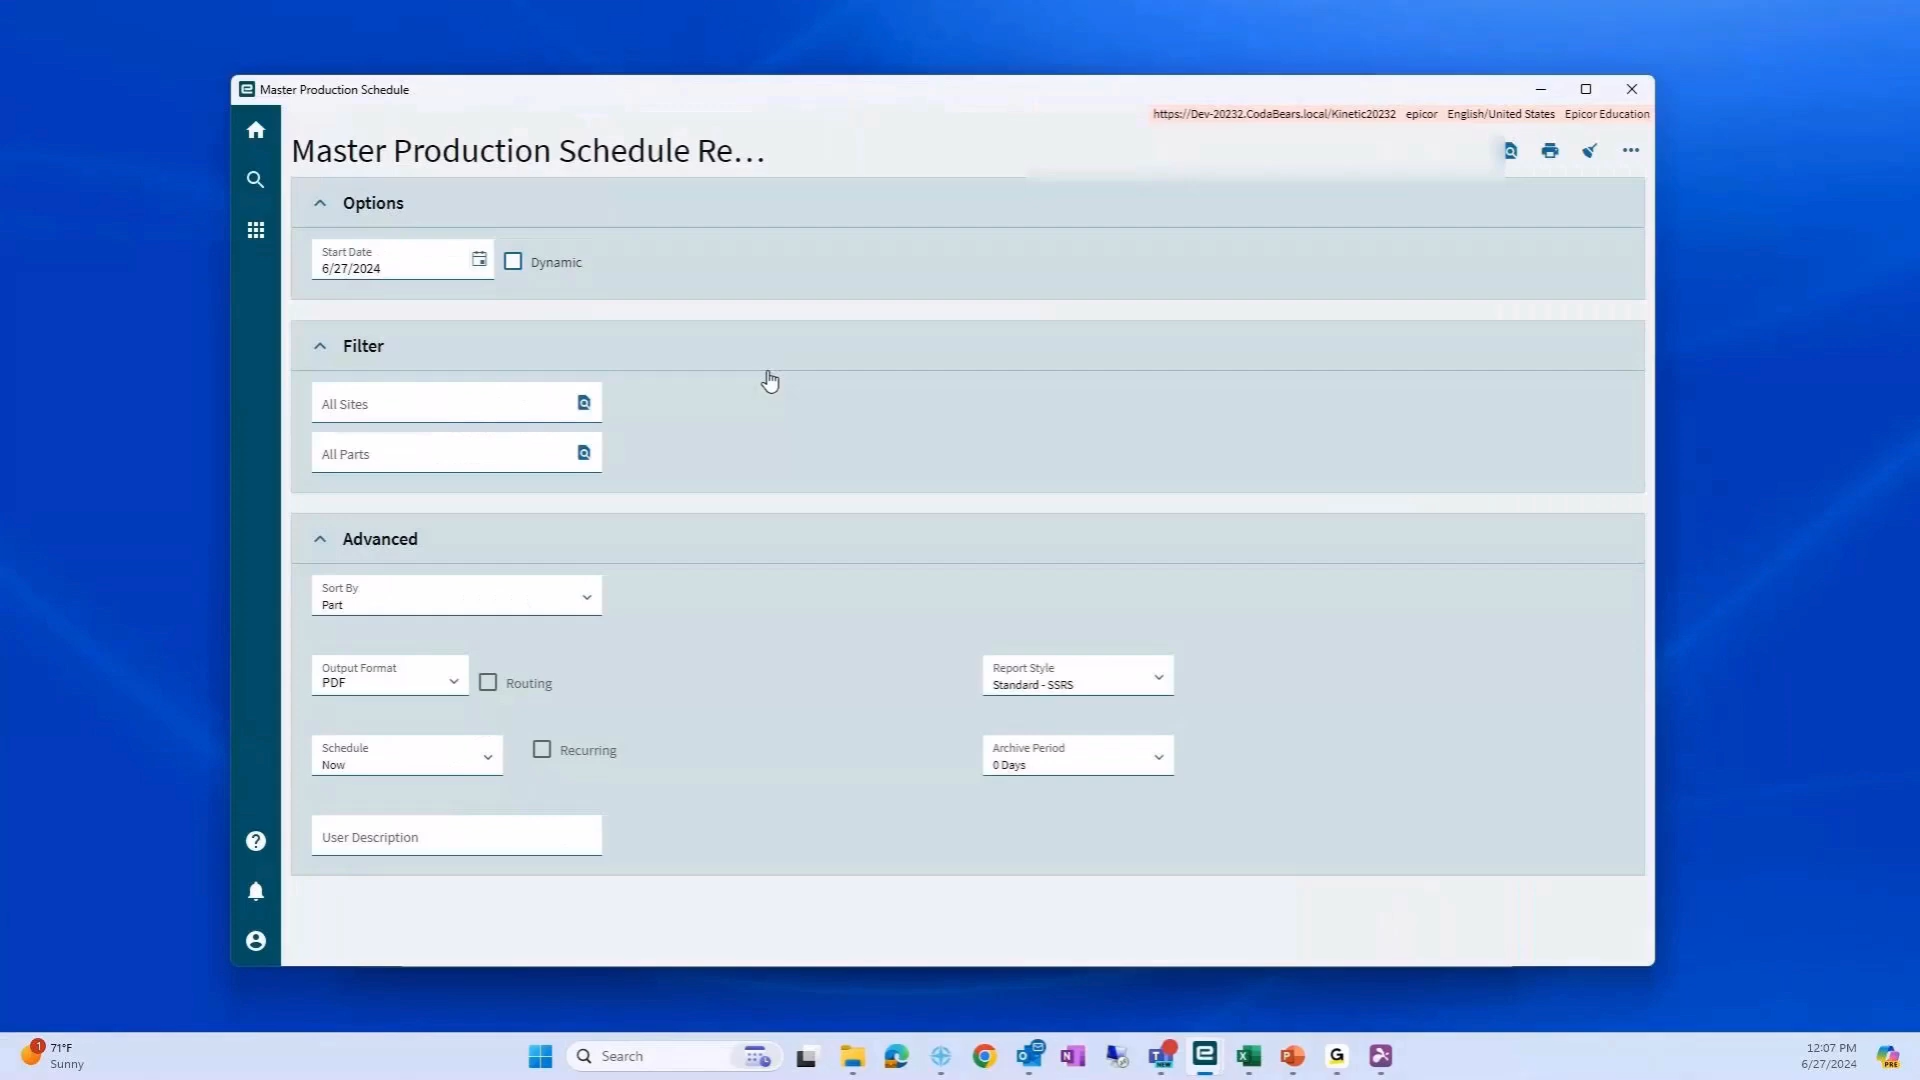 Master Production Schedule
https://Dev-20232.CodaBears.local/Kinetic20232 epicor English/United States Epicor Education
Master Production Schedule Re...
Options
Start Date
6/27/2024
Dynamic
Filter
All Sites
All Parts
Advanced
Sort By
Part
Output Format
PDF
Routing
Report Style
Standard - SSRS
Schedule
Now
Recurring
Archive Period
0 Days
User Description
1
71°F
Sunny
Search
NEW
12:07 PM
6/27/2024
PRE